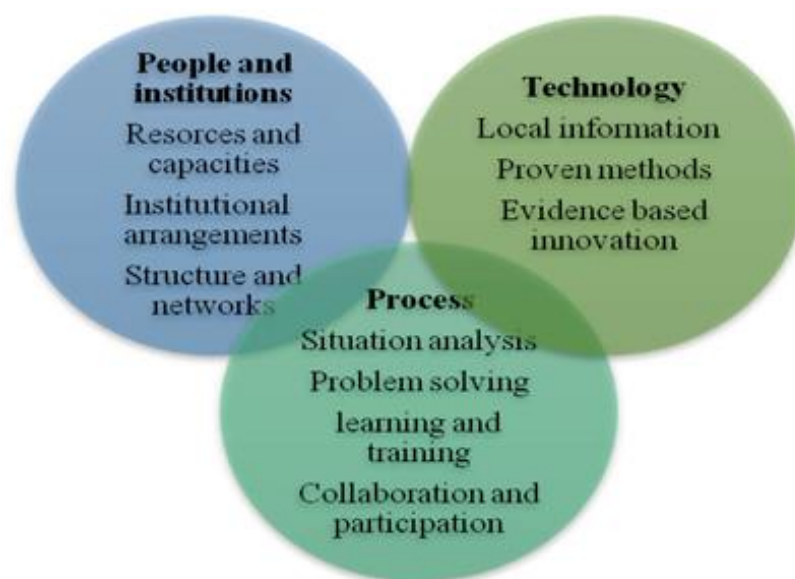 People and
institutions
Resorces and
capacities
Institutional
arrangements
Structure and
networks
Technology
Local information
Proven methods
Evidence based
innovation
Process
Situation analysis
Problem solving
learning and
training
Collaboration and
participation